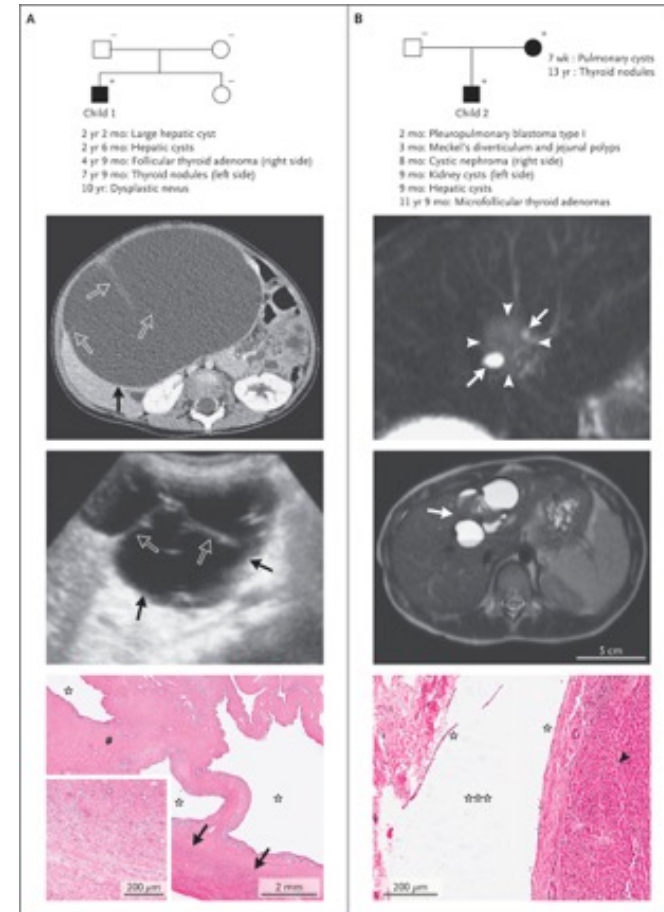 A
Child 1
2 yr 2 mo: Large hepatic cyst
2 yr 6 mo: Hepatic cysts
4 yr 9 mo: Follicular thyroid adenoma (right side)
7 yr 9 mo: Thyroid nodules (left side)
10 yr: Dysplastic nevus
200 μm
2 mm
B
7 wk : Pulmonary cysts
13 yr : Thyroid nodules
Child 2
2 mo: Pleuropulmonary blastoma type I
3 mo: Meckel's diverticulum and jejunal polyps
8 mo: Cystic nephroma (right side)
9 mo: Kidney cysts (left side)
9 mo: Hepatic cysts
11 yr 9 mo: Microfollicular thyroid adenomas
5 cm
200 μm